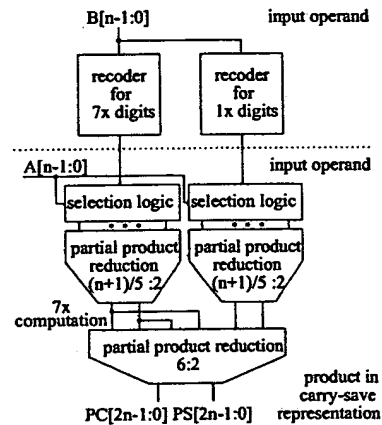 B[n-1:0]
input operand
recoder
for
7x digits
recoder
for
1x digits
input operand
A[n-1:0]
selection logic
selection logic
partial product
reduction
(n+1)/5 :2
partial product
reduction
(n+1)/5 :2
7x
computation
partial product reduction
6:2
product in
carry-save
representation
PC[2n-1:0] PS[2n-1:0]